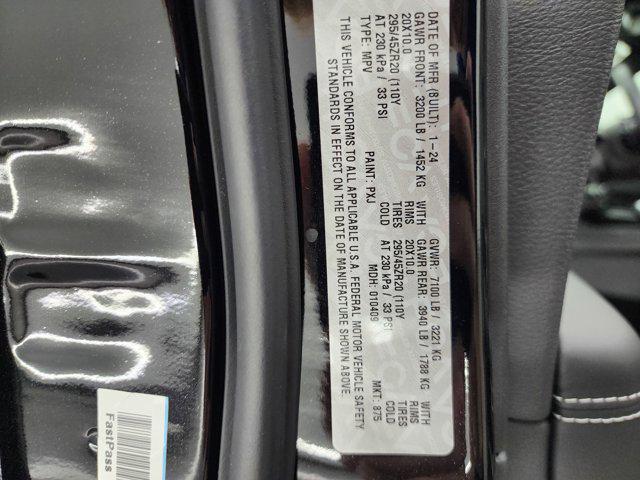 DATE OF MFR (BUILT): 1-24 GVWR: 7100 LB / 3221 KG
GAWR FRONT: 3200 LB / 1452 KG WITH GAWR REAR: 3940 LB / 1788 KG WITH
20X10.0 RIMS 20X10.0 RIMS
295/45ZR20 (110Y TIRES 295/45ZR20 (110Y TIRES
AT 230 kPa / 33 PSI COLD AT 230 kPa / 33 PSI COLD
TYPE: MPV PAINT: PXJ MDH: 010409 MKT: 875
THIS VEHICLE CONFORMS TO ALL APPLICABLE U.S.A. FEDERAL MOTOR VEHICLE SAFETY
STANDARDS IN EFFECT ON THE DATE OF MANUFACTURE SHOWN ABOVE.
FastPass